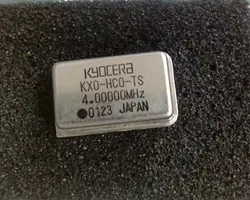 KYOCERA
KXO-HC0-TS
4.00000MHz
0123 JAPAN